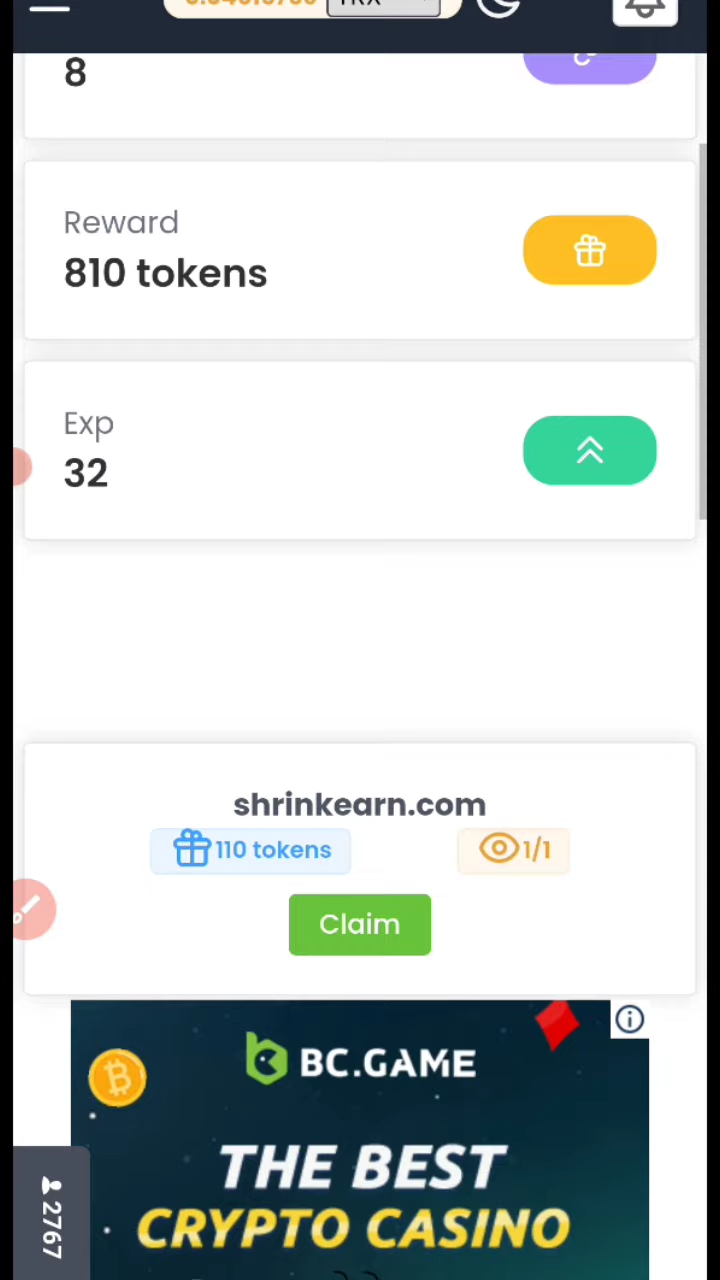 TRX
8
Reward
810 tokens
Exp
32
shrinkearn.com
110 tokens
1/1
Claim
BC.GAME
THE BEST
CRYPTO CASINO
2767